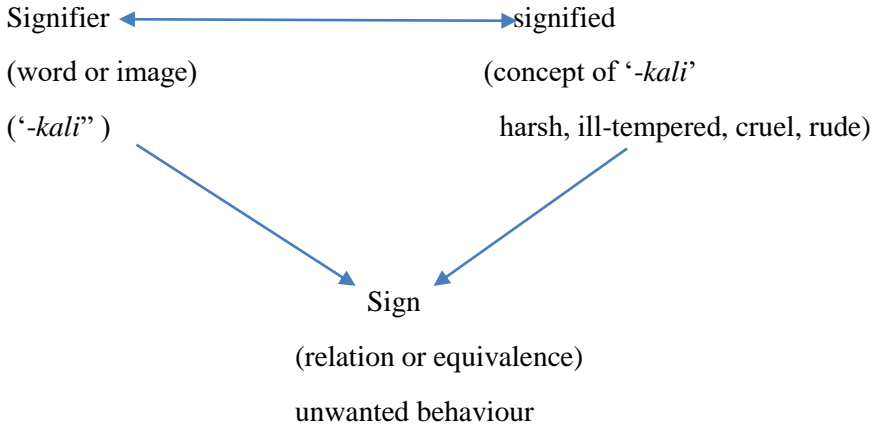 Signifier signified
(word or image) (concept of ‘-kali’
(‘-kali” ) harsh, ill-tempered, cruel, rude)
Sign
(relation or equivalence)
unwanted behaviour